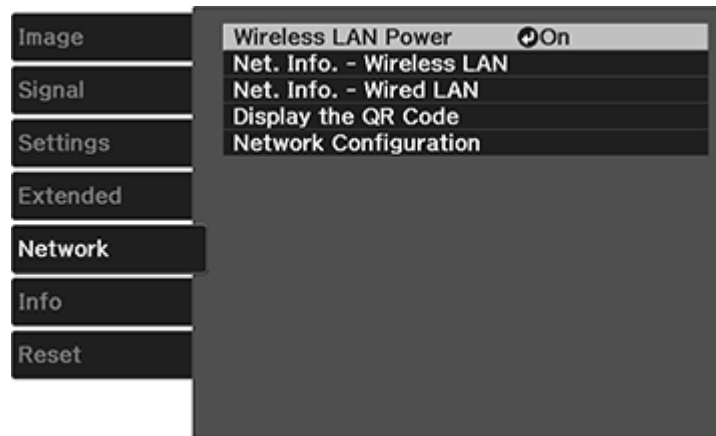 Image
Signal
Settings
Extended
Network
Info
Reset
Wireless LAN Power On
Net. Info. - Wireless LAN
Net. Info. - Wired LAN
Display the QR Code
Network Configuration